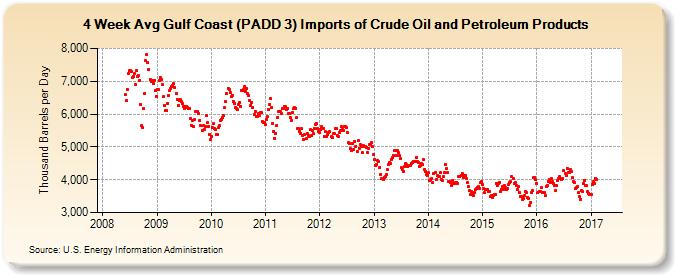 4 Week Avg Gulf Coast (PADD 3) Imports of Crude Oil and Petroleum Products
Thousand Barrels per Day
8,000
7,000
6,000
5,000
4,000
3,000
2008 2009 2010 2011 2012 2013 2014 2015 2016 2017
Source: U.S. Energy Information Administration